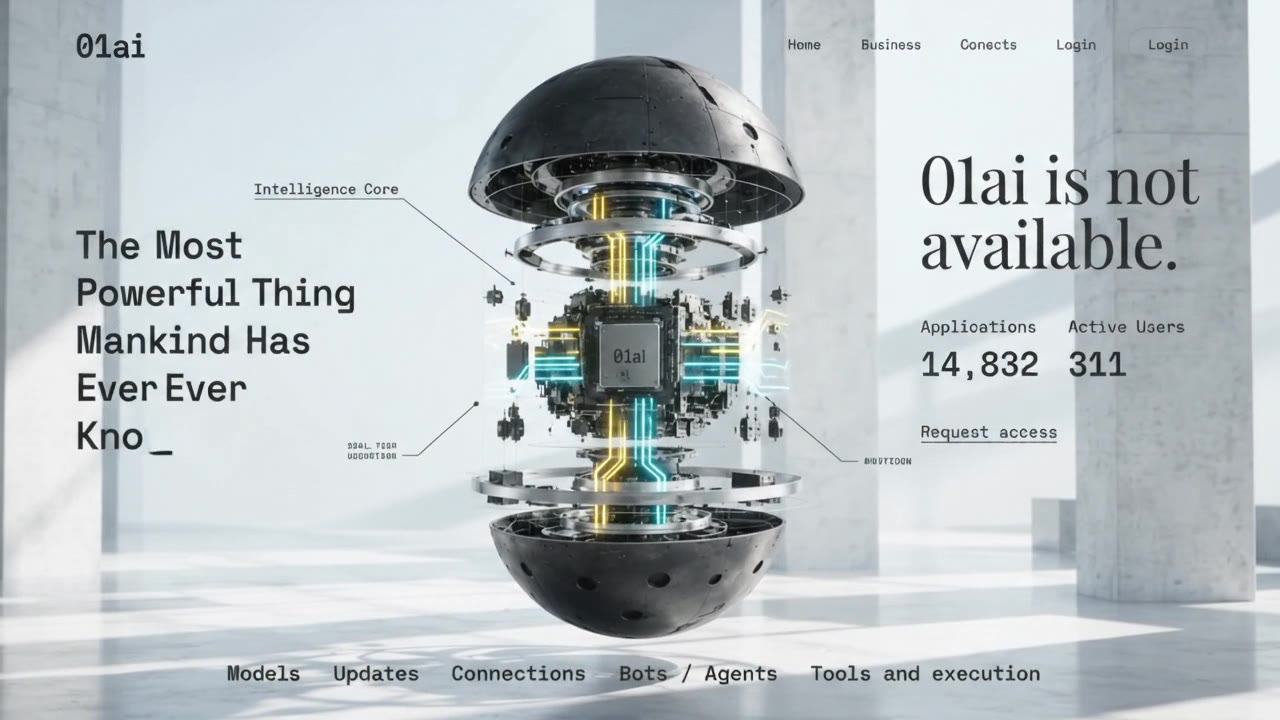 01ai
Home Business Conects Login Login
Intelligence Core
The Most
Powerful Thing
Mankind Has
Ever Ever
Kno_
01ai is not
available.
Applications Active Users
14,832 311
Request access
01al
Models Updates Connections Bots / Agents Tools and execution